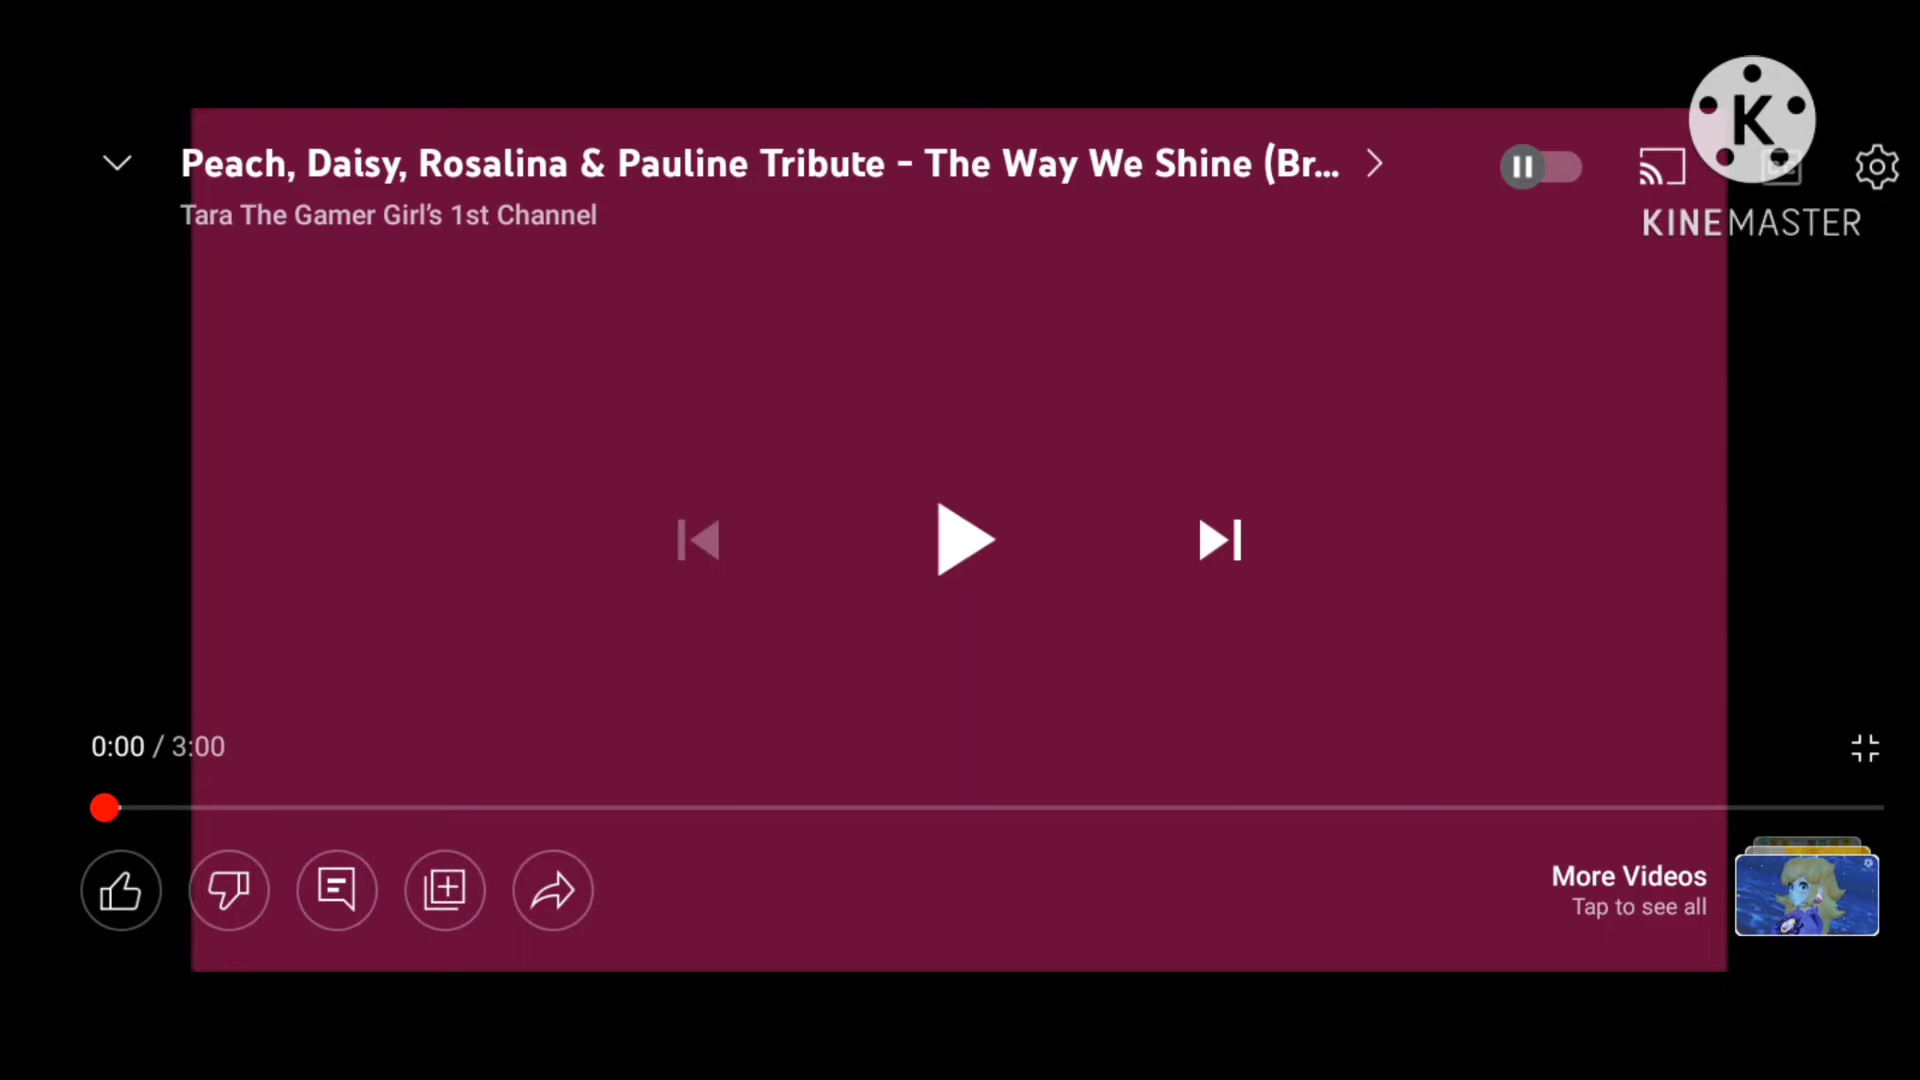 Peach, Daisy, Rosalina & Pauline Tribute - The Way We Shine (Br...
Tara The Gamer Girl's 1st Channel
K
KINEMASTER
0:00 / 3:00
More Videos
Tap to see all